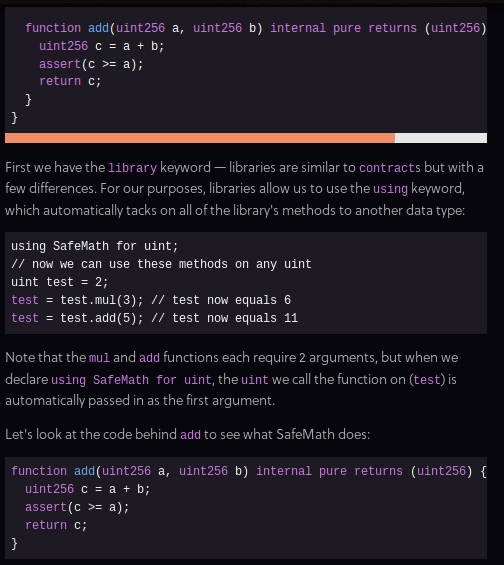 function add(uint256 a, uint256 b) internal pure returns (uint256)
uint256 c = a + b;
assert(c >= a);
return c;
}
}
First we have the library keyword — libraries are similar to contracts but with a
few differences. For our purposes, libraries allow us to use the using keyword,
which automatically tacks on all of the library's methods to another data type:
using SafeMath for uint;
// now we can use these methods on any uint
uint test = 2;
test = test.mul(3); // test now equals 6
test = test.add(5); // test now equals 11
Note that the mul and add functions each require 2 arguments, but when we
declare using SafeMath for uint, the uint we call the function on (test) is
automatically passed in as the first argument.
Let's look at the code behind add to see what SafeMath does:
function add(uint256 a, uint256 b) internal pure returns (uint256) {
uint256 c = a + b;
assert(c >= a);
return c;
}